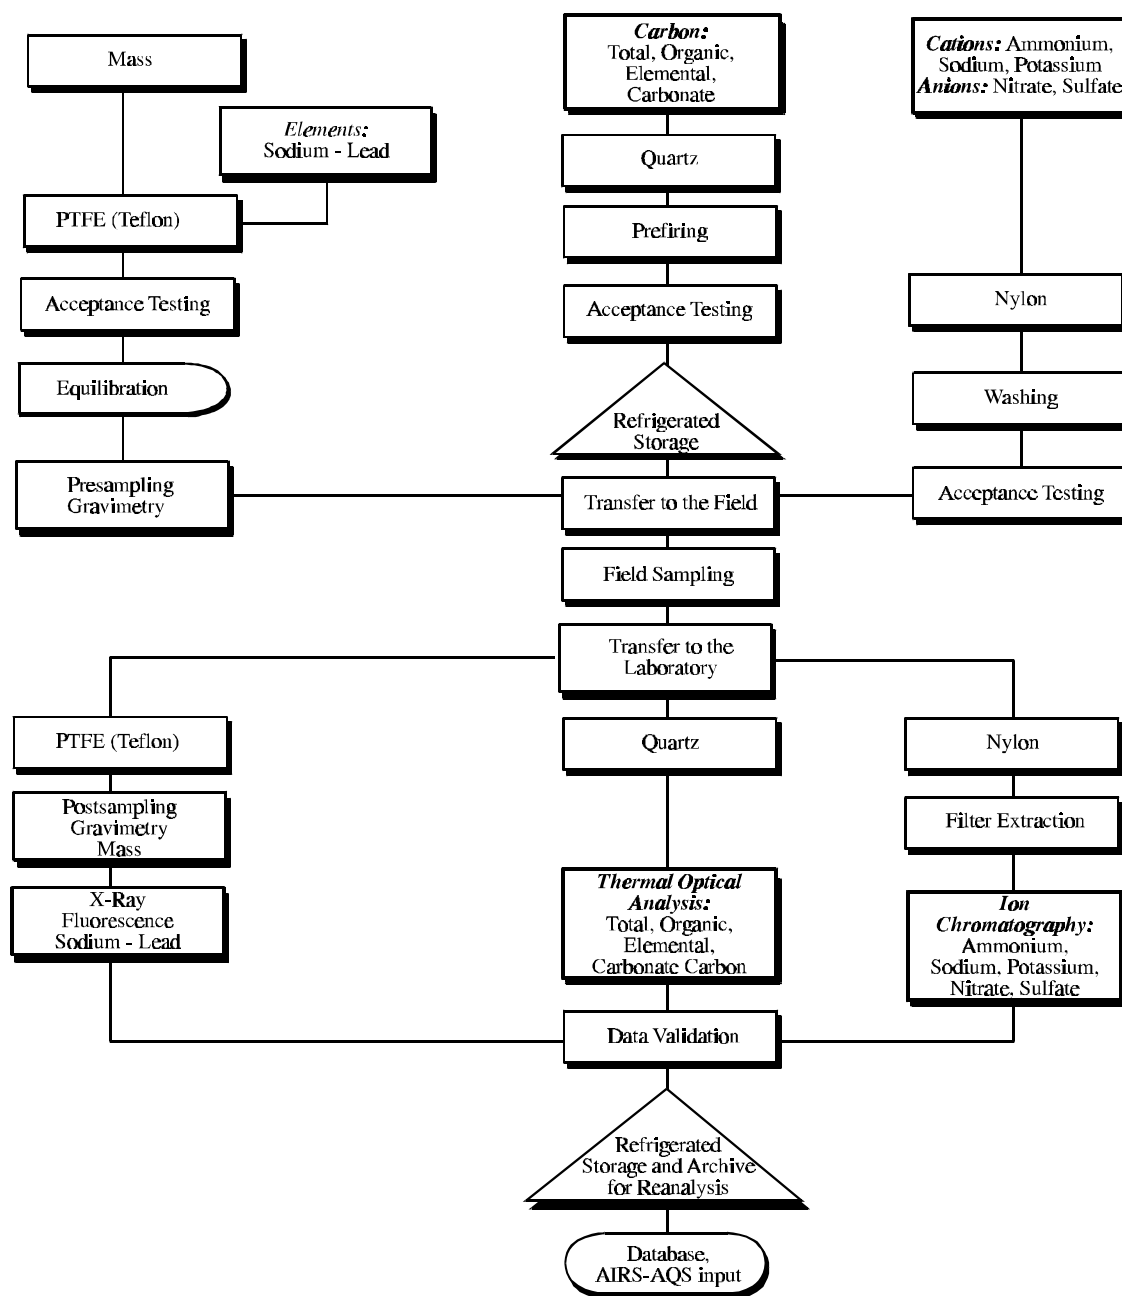 Mass
Elements:
Sodium - Lead
PTFE (Teflon)
Acceptance Testing
Equilibration
Presampling
Gravimetry
Carbon:
Total, Organic,
Elemental,
Carbonate
Quartz
Prefiring
Acceptance Testing
Refrigerated
Storage
Transfer to the Field
Cations: Ammonium,
Sodium, Potassium
Anions: Nitrate, Sulfate
Nylon
Washing
Acceptance Testing
Field Sampling
Transfer to the
Laboratory
PTFE (Teflon)
Postsampling
Gravimetry
Mass
X-Ray
Fluorescence
Sodium - Lead
Quartz
Thermal Optical
Analysis:
Total, Organic,
Elemental,
Carbonate Carbon
Nylon
Filter Extraction
Ion
Chromatography:
Ammonium,
Sodium, Potassium,
Nitrate, Sulfate
Data Validation
Refrigerated
Storage and Archive
for Reanalysis
Database,
AIRS-AQS input